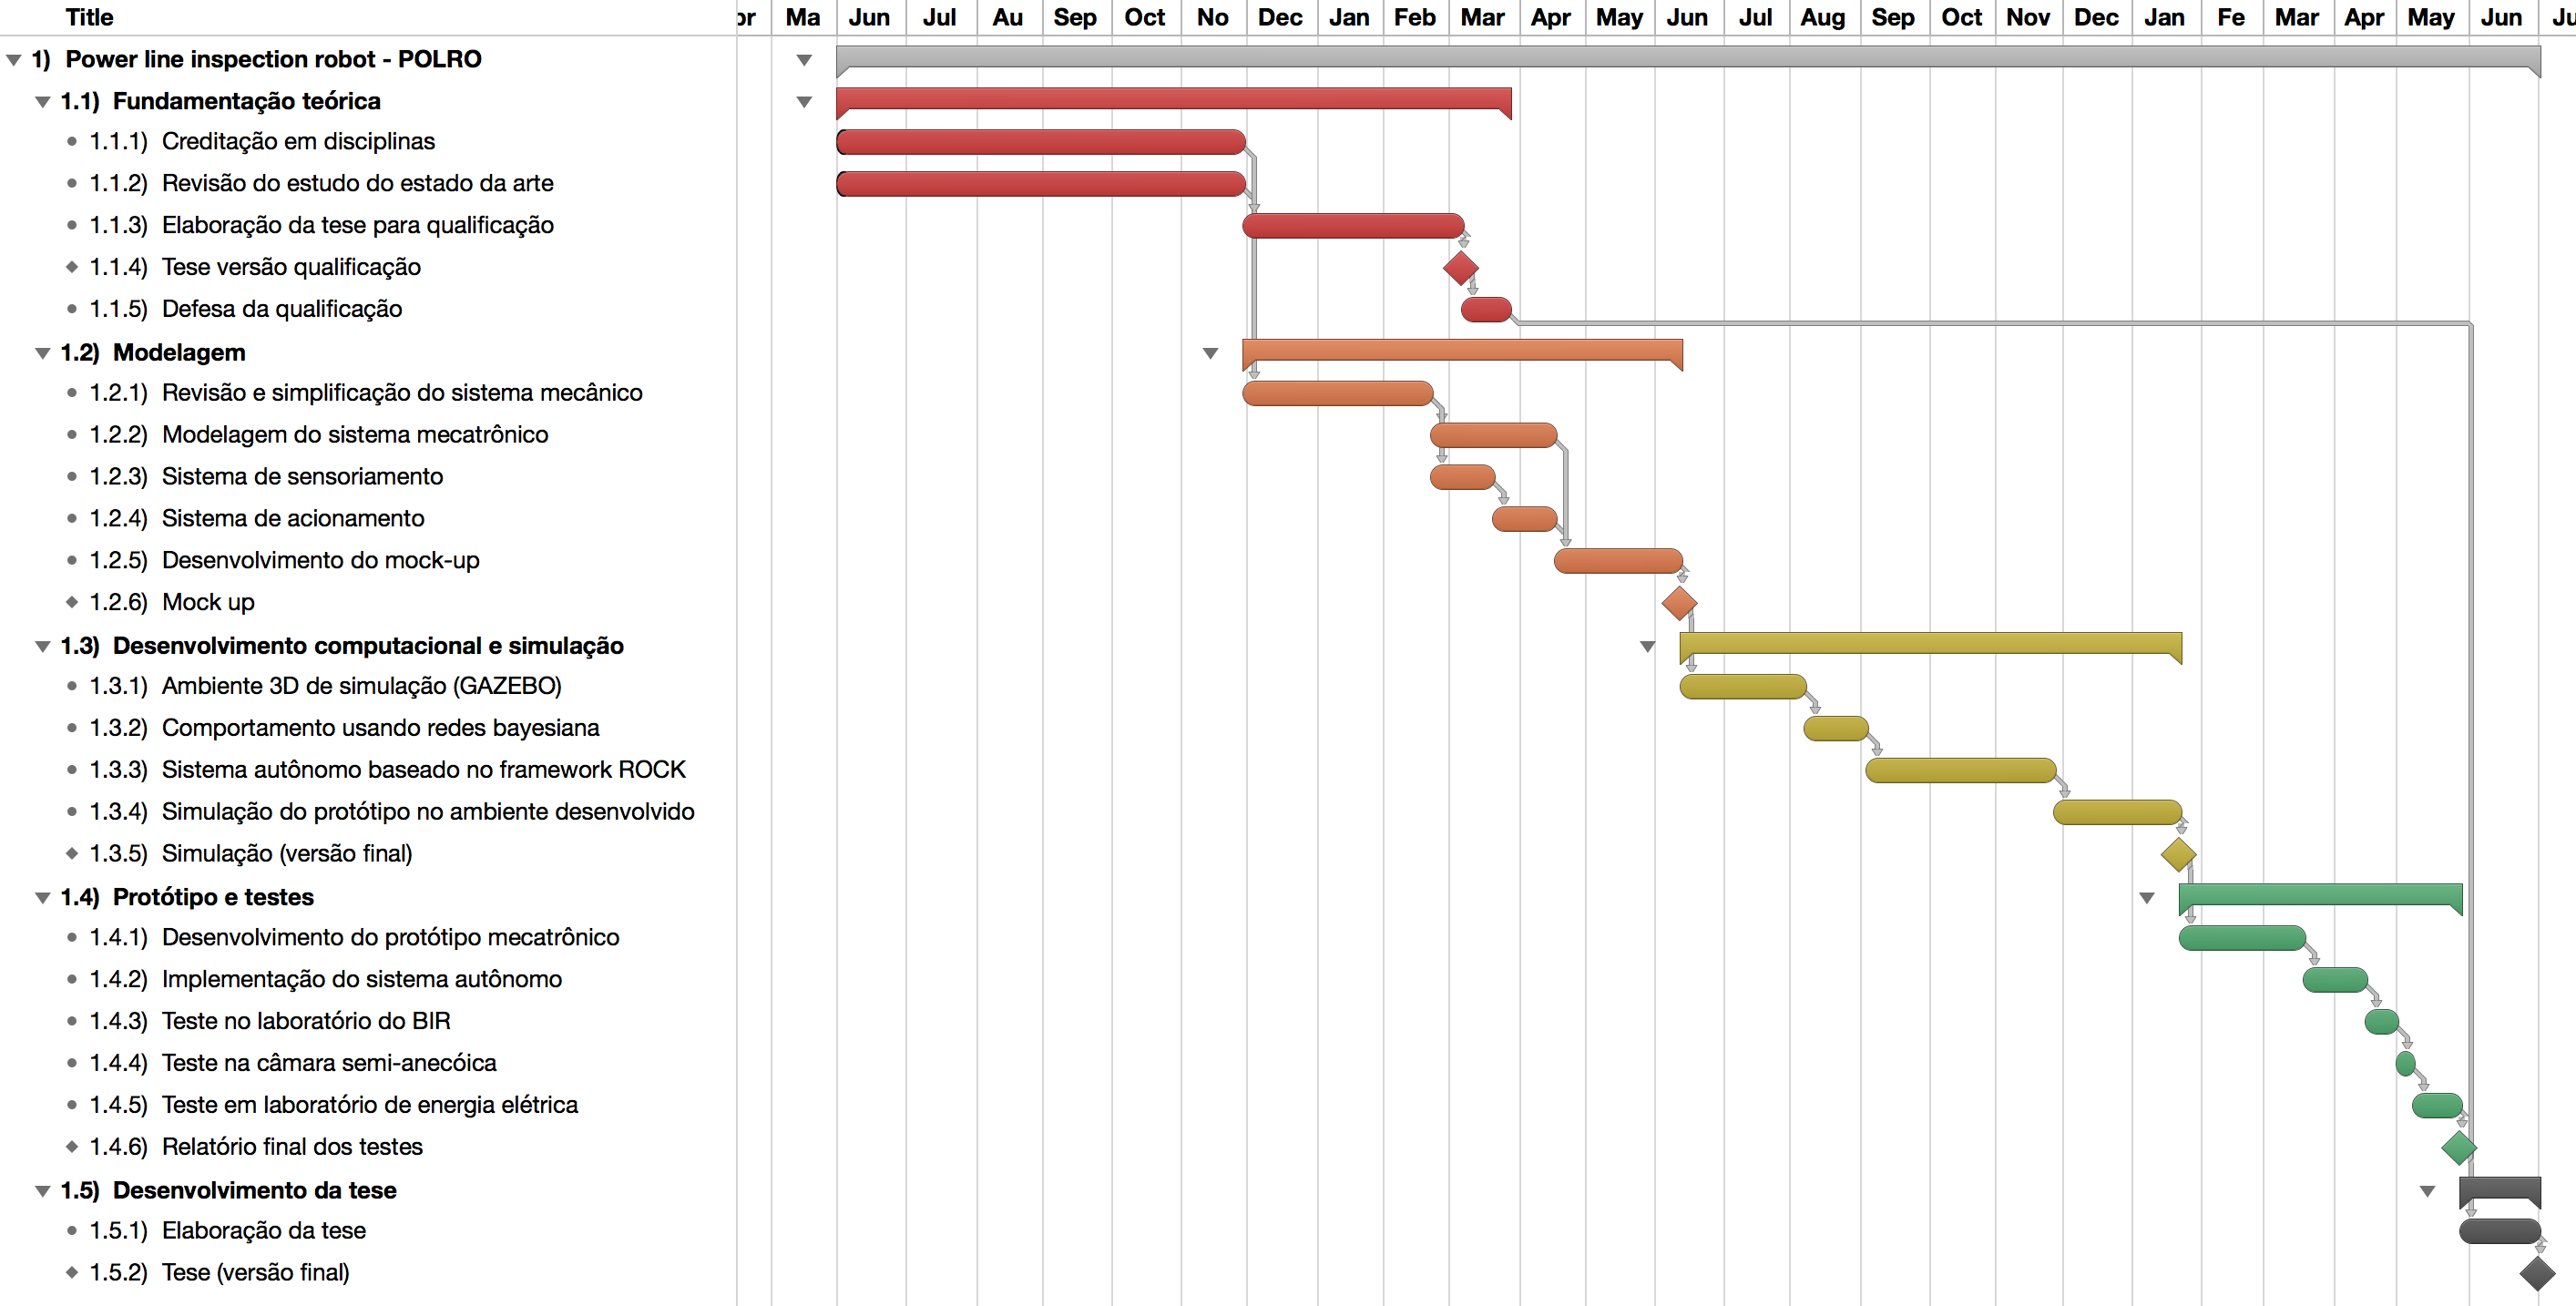 Title or Ma Jun Jul Au Sep Oct No Dec Jan Feb Mar Apr May Jun Jul Aug Sep Oct Nov Dec Jan Fe Mar Apr May Jun Ju
1) Power line inspection robot - POLRO
1.1) Fundamentação teórica
1.1.1) Creditação em disciplinas
1.1.2) Revisão do estudo do estado da arte
1.1.3) Elaboração da tese para qualificação
1.1.4) Tese versão qualificação
1.1.5) Defesa da qualificação
1.2) Modelagem
1.2.1) Revisão e simplificação do sistema mecânico
1.2.2) Modelagem do sistema mecatrônico
1.2.3) Sistema de sensoriamento
1.2.4) Sistema de acionamento
1.2.5) Desenvolvimento do mock-up
1.2.6) Mock up
1.3) Desenvolvimento computacional e simulação
1.3.1) Ambiente 3D de simulação (GAZEBO)
1.3.2) Comportamento usando redes bayesiana
1.3.3) Sistema autônomo baseado no framework ROCK
1.3.4) Simulação do protótipo no ambiente desenvolvido
1.3.5) Simulação (versão final)
1.4) Protótipo e testes
1.4.1) Desenvolvimento do protótipo mecatrônico
1.4.2) Implementação do sistema autônomo
1.4.3) Teste no laboratório do BIR
1.4.4) Teste na câmara semi-anecóica
1.4.5) Teste em laboratório de energia elétrica
1.4.6) Relatório final dos testes
1.5) Desenvolvimento da tese
1.5.1) Elaboração da tese
1.5.2) Tese (versão final)